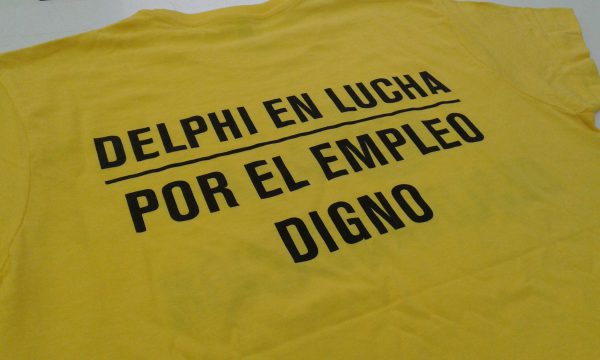 DELPHI EN LUCHA
POR EL EMPLEO
DIGNO